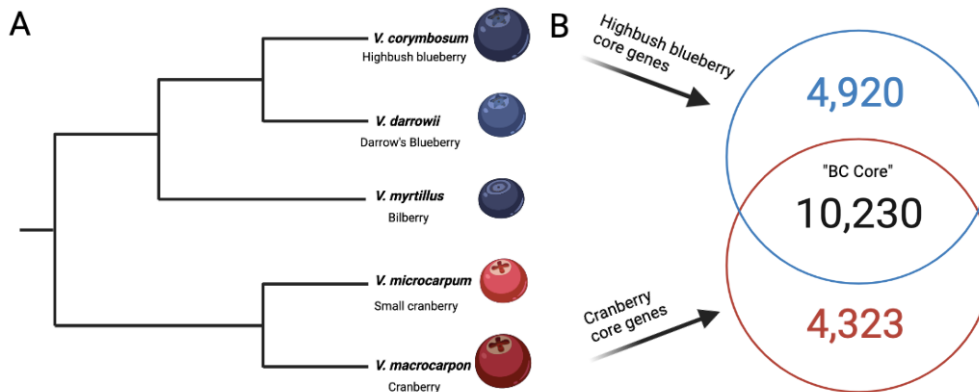 A
V. corymbosum
Highbush blueberry
V. darrowii
Darrow's Blueberry
V. myrtillus
Bilberry
V. microcarpum
Small cranberry
V. macrocarpon
Cranberry
B
Highbush blueberry
core genes
4,920
"BC Core"
10,230
Cranberry
core genes
4,323